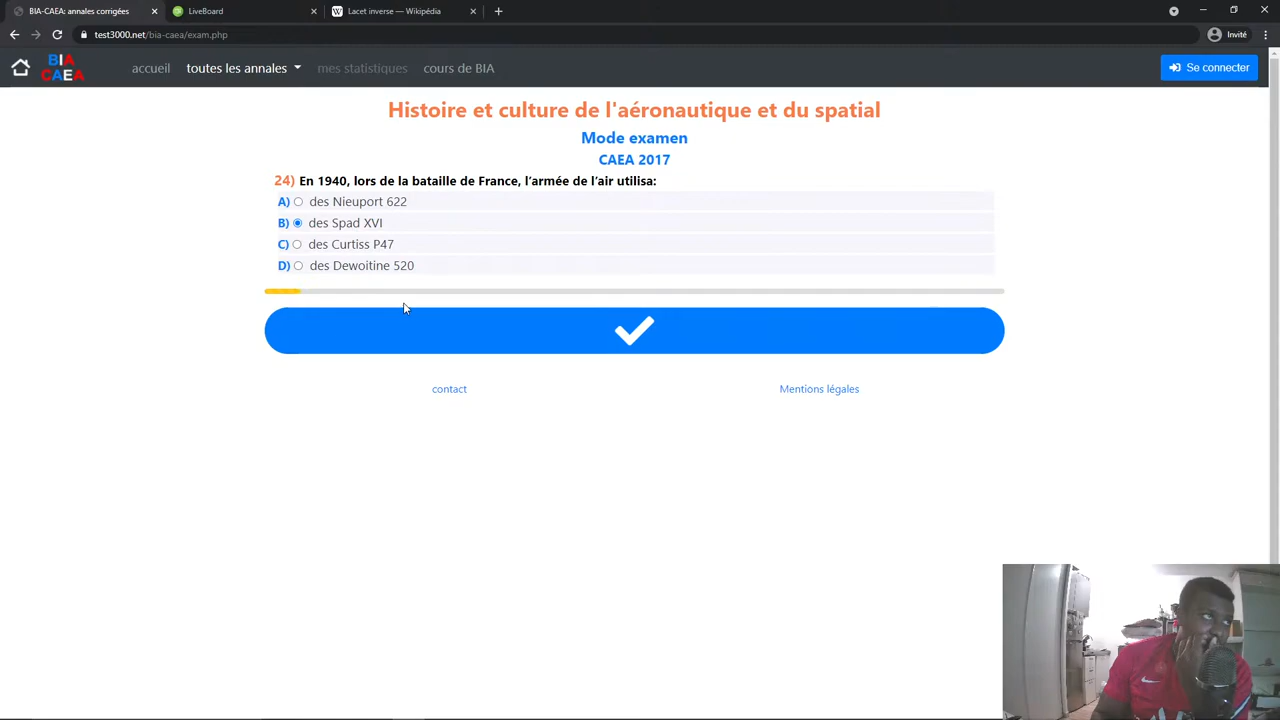 BIA-CAEA: annales corrigées
LiveBoard
Lacet inverse — Wikipédia
test3000.net/bia-caea/exam.php
Invité
BIA
CAEA
accueil
toutes les annales
mes statistiques
cours de BIA
Se connecter
Histoire et culture de l'aéronautique et du spatial
Mode examen
CAEA 2017
24) En 1940, lors de la bataille de France, l’armée de l’air utilisa:
A) des Nieuport 622
B) des Spad XVI
C) des Curtiss P47
D) des Dewoitine 520
contact
Mentions légales